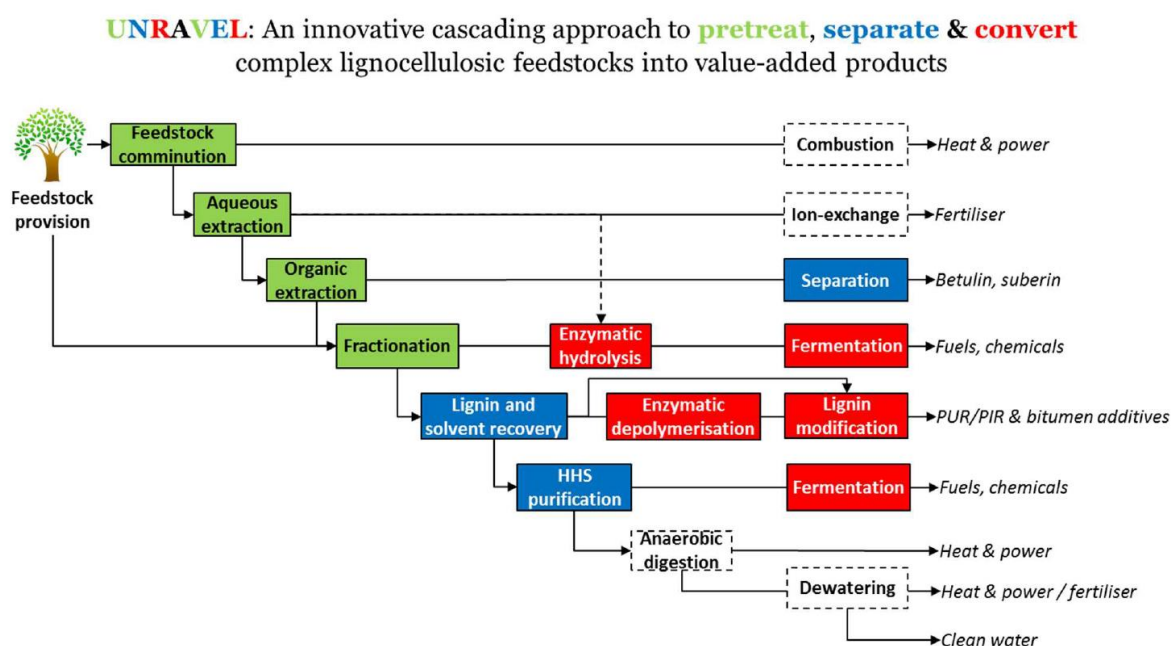 UNRAVEL: An innovative cascading approach to pretreat, separate & convert
complex lignocellulosic feedstocks into value-added products
Feedstock
provision
Feedstock
comminution
Combustion
Heat & power
Aqueous
extraction
Ion-exchange
Fertiliser
Organic
extraction
Separation
Betulin, suberin
Fractionation
Enzymatic
hydrolysis
Fermentation
Fuels, chemicals
Lignin and
solvent recovery
Enzymatic
depolymerisation
Lignin
modification
PUR/PIR & bitumen additives
HHS
purification
Fermentation
Fuels, chemicals
Anaerobic
digestion
Heat & power
Dewatering
Heat & power / fertiliser
Clean water